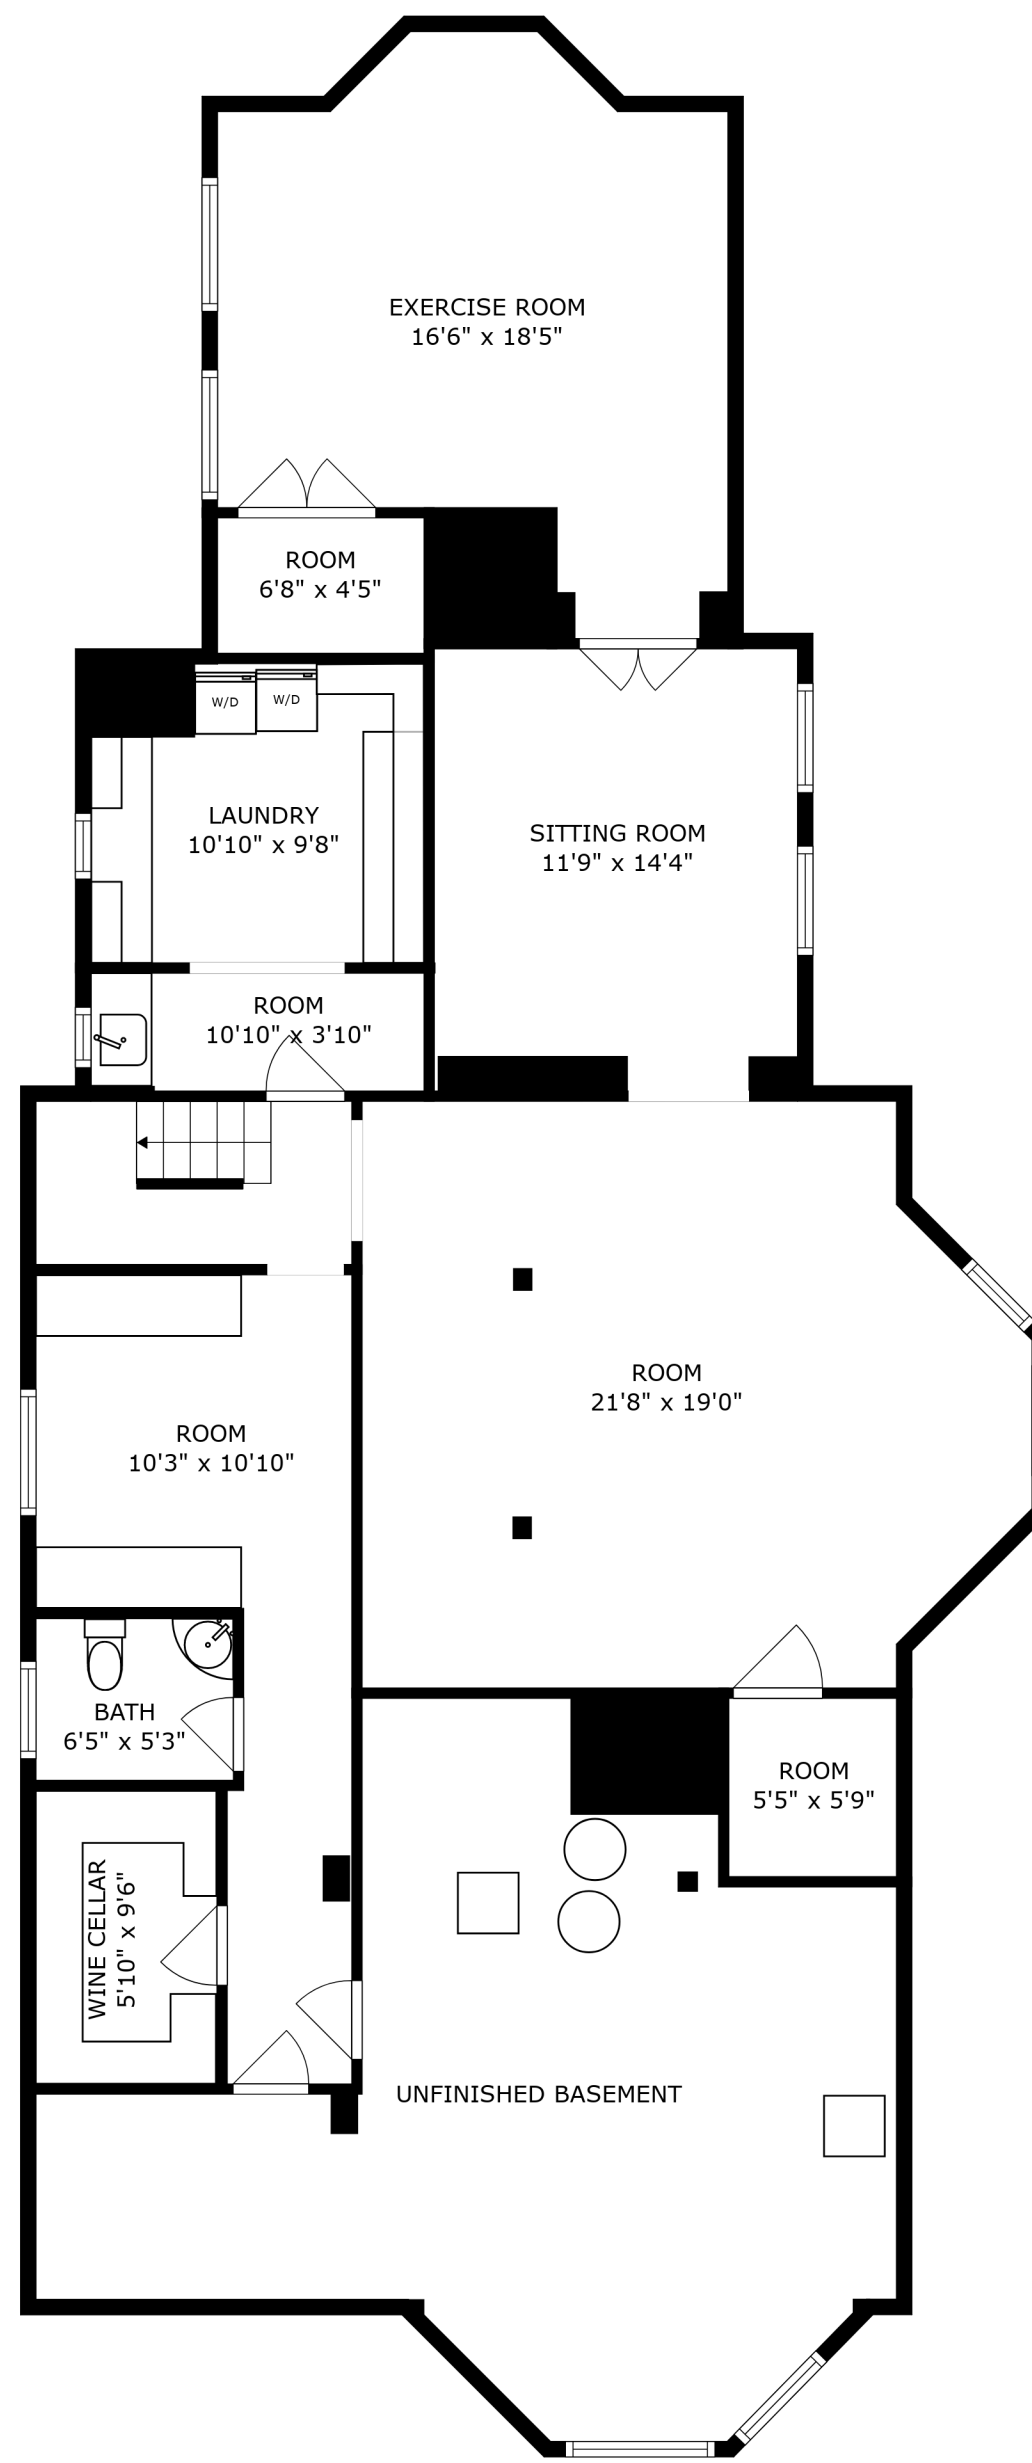 EXERCISE ROOM
16'6" x 18'5"
ROOM
6'8" x 4'5"
W/D
W/D
LAUNDRY
10'10" x 9'8"
SITTING ROOM
11'9" x 14'4"
ROOM
10'10" x 3'10"
ROOM
21'8" x 19'0"
ROOM
10'3" x 10'10"
BATH
6'5" x 5'3"
ROOM
5'5" x 5'9"
WINE CELLAR
5'10" x 9'6"
UNFINISHED BASEMENT